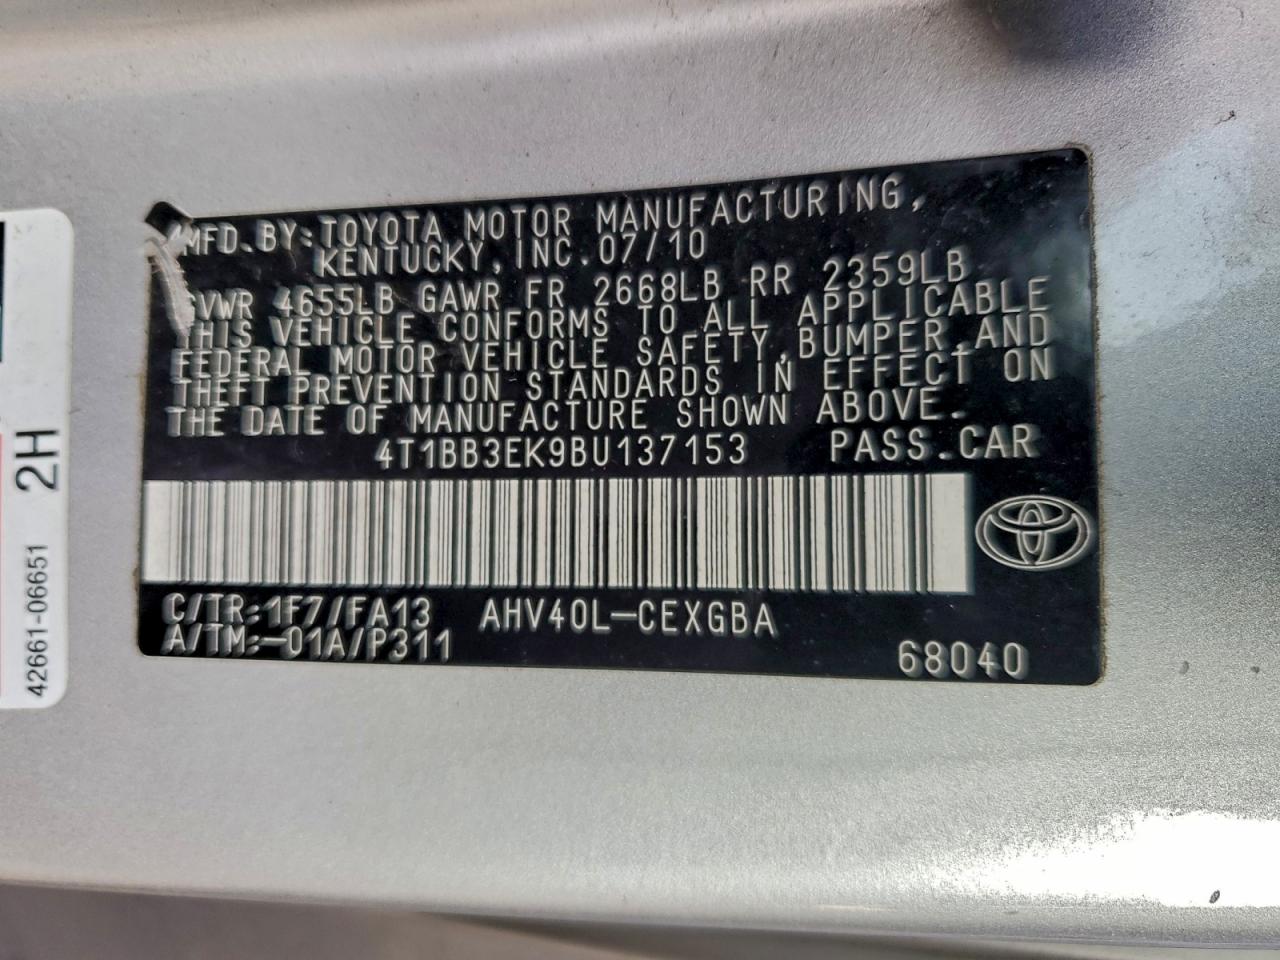 MFD.BY:TOYOTA MOTOR MANUFACTURING,
KENTUCKY,INC.07/10
GVWR 4655LB GAWR FR 2668LB RR 2359LB
THIS VEHICLE CONFORMS TO ALL APPLICABLE
FEDERAL MOTOR VEHICLE SAFETY,BUMPER,AND
THEFT PREVENTION STANDARDS IN EFFECT ON
THE DATE OF MANUFACTURE SHOWN ABOVE.
4T1BB3EK9BU137153 PASS.CAR
C/TR:1F7/FA13 AHV40L-CEXGBA
A/TM:-01A/P311
68040
42661-06651 2H